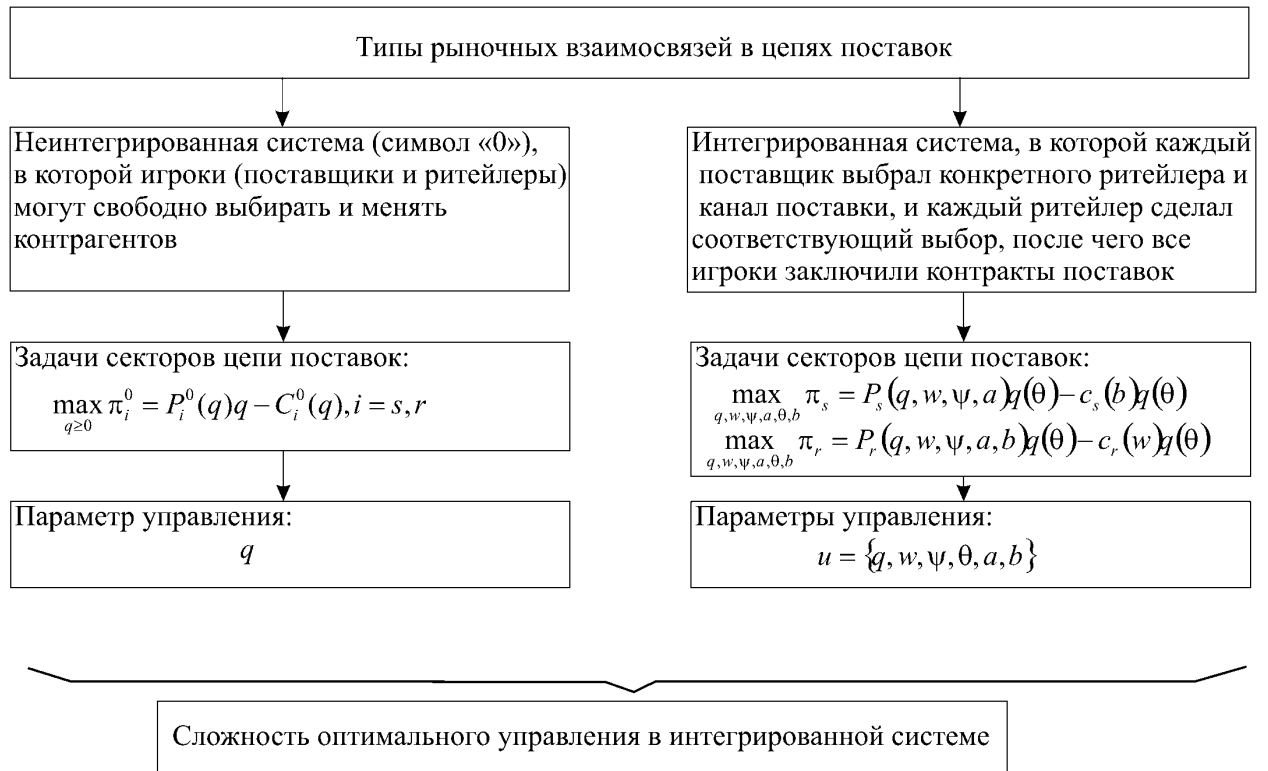 Типы рыночных взаимосвязей в цепях поставок
Неинтегрированная система (символ «0»),
в которой игроки (поставщики и ритейлеры)
могут свободно выбирать и менять
контрагентов
Задачи секторов цепи поставок:
max π_i^0 = P_i^0(q)q − C_i^0(q), i = s, r
q≥0
Параметр управления:
q
Интегрированная система, в которой каждый
поставщик выбрал конкретного ритейлера и
канал поставки, и каждый ритейлер сделал
соответствующий выбор, после чего все
игроки заключили контракты поставок
Задачи секторов цепи поставок:
max π_s = P_s(q, w, ψ, a)q(θ)− c_s(b)q(θ)
q,w,ψ,a,θ,b
max π_r = P_r(q, w, ψ, a, b)q(θ)− c_r(w)q(θ)
q,w,ψ,a,θ,b
Параметры управления:
u = {q, w, ψ, θ, a, b}
Сложность оптимального управления в интегрированной системе